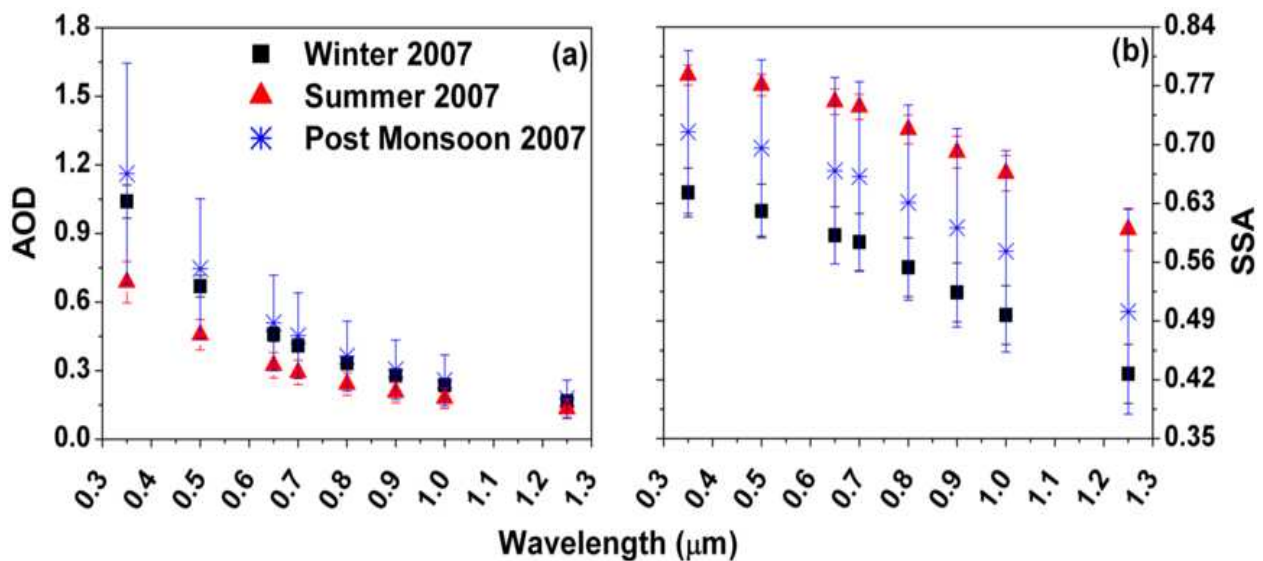 1.8
1.5
1.2
0.9
0.6
0.3
0.0
AOD
Winter 2007
Summer 2007
Post Monsoon 2007
(a)
0.3 0.4 0.5 0.6 0.7 0.8 0.9 1.0 1.1 1.2 1.3
(b)
0.84
0.77
0.70
0.63
0.56
0.49
0.42
0.35
SSA
0.3 0.4 0.5 0.6 0.7 0.8 0.9 1.0 1.1 1.2 1.3
Wavelength (μm)